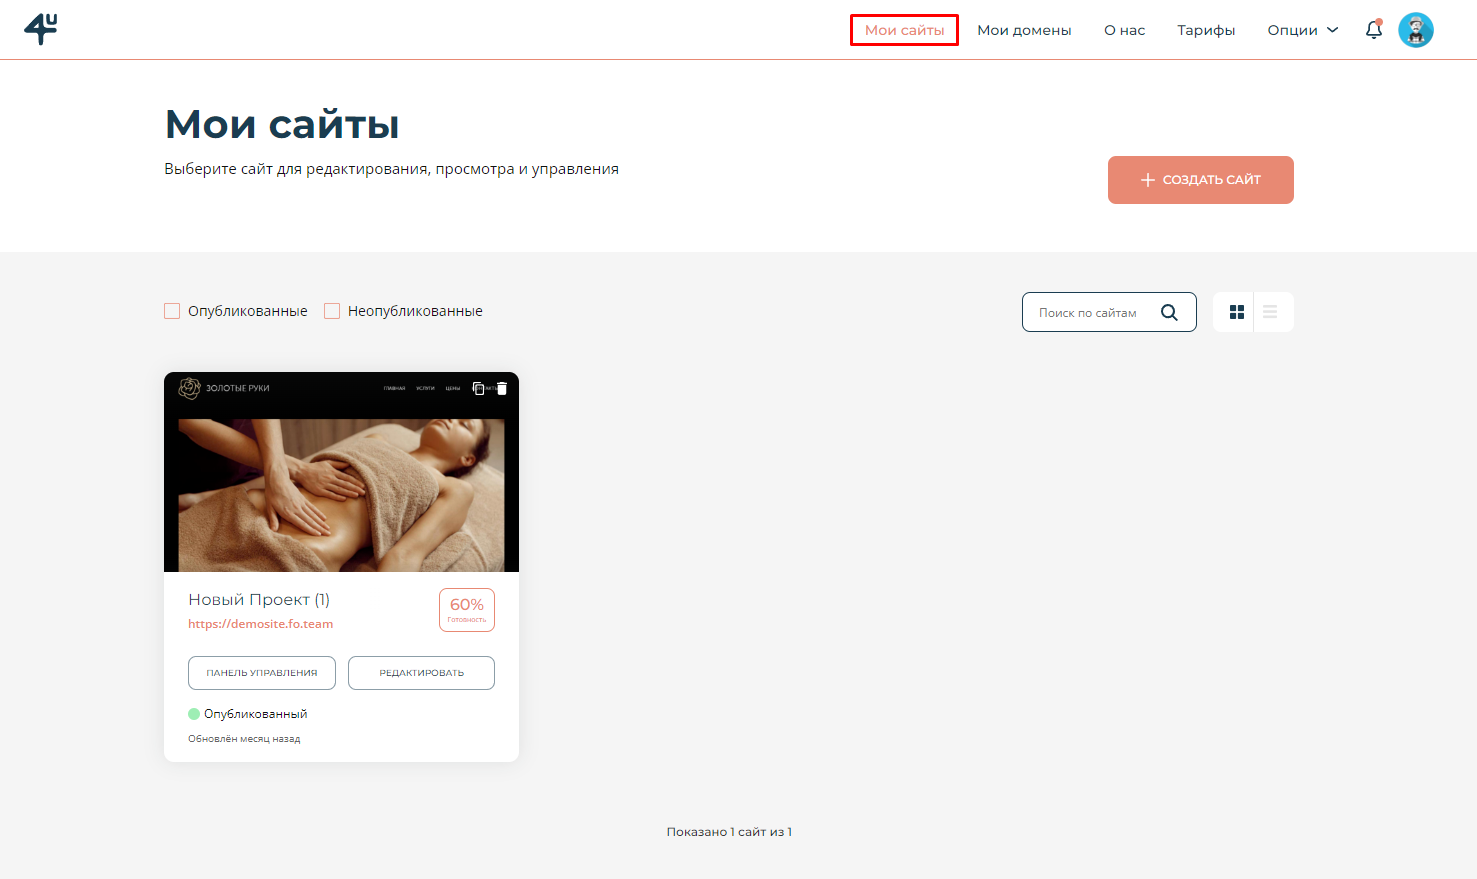 4U
Мои сайты
Мои домены
О нас
Тарифы
Опции
Мои сайты
Выберите сайт для редактирования, просмотра и управления
СОЗДАТЬ САЙТ
Опубликованные
Неопубликованные
Поиск по сайтам
ЗОЛОТЫЕ РУКИ
ГЛАВНАЯ
УСЛУГИ
ЦЕНЫ
Новый Проект (1)
60%
Готовность
https://demosite.fo.team
ПАНЕЛЬ УПРАВЛЕНИЯ
РЕДАКТИРОВАТЬ
Опубликованный
Обновлён месяц назад
Показано 1 сайт из 1